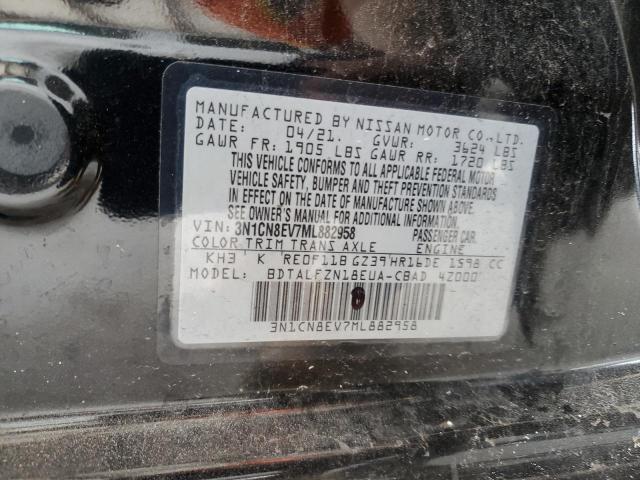 MANUFACTURED BY NISSAN MOTOR CO.,LTD.
DATE: 04/21. GVWR: 3624 LBS
GAWR FR: 1905 LBS GAWR RR: 1720 LBS
THIS VEHICLE CONFORMS TO ALL APPLICABLE FEDERAL MOTOR
VEHICLE SAFETY, BUMPER AND THEFT PREVENTION STANDARDS
IN EFFECT ON THE DATE OF MANUFACTURE SHOWN ABOVE.
SEE OWNER'S MANUAL FOR ADDITIONAL INFORMATION.
VIN: 3N1CN8EV7ML882958 PASSENGER CAR
COLOR TRIM TRANS AXLE ENGINE
KH3 K RE0F11B GZ39 HR16DE 1598 CC
MODEL: BDTALFZN18EUA-CBAD 4Z000
3N1CN8EV7ML882958